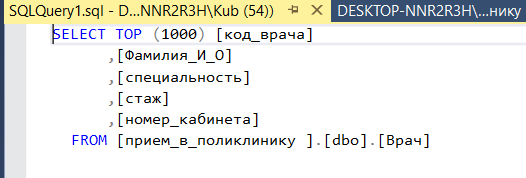 SQLQuery1.sql - D...NNR2R3H\Kub (54)) DESKTOP-NNR2R3H\...нику
SELECT TOP (1000) [код_врача]
,[Фамилия_И_О]
,[специальность]
,[стаж]
,[номер_кабинета]
FROM [прием_в_поликлинику ].[dbo].[Врач]